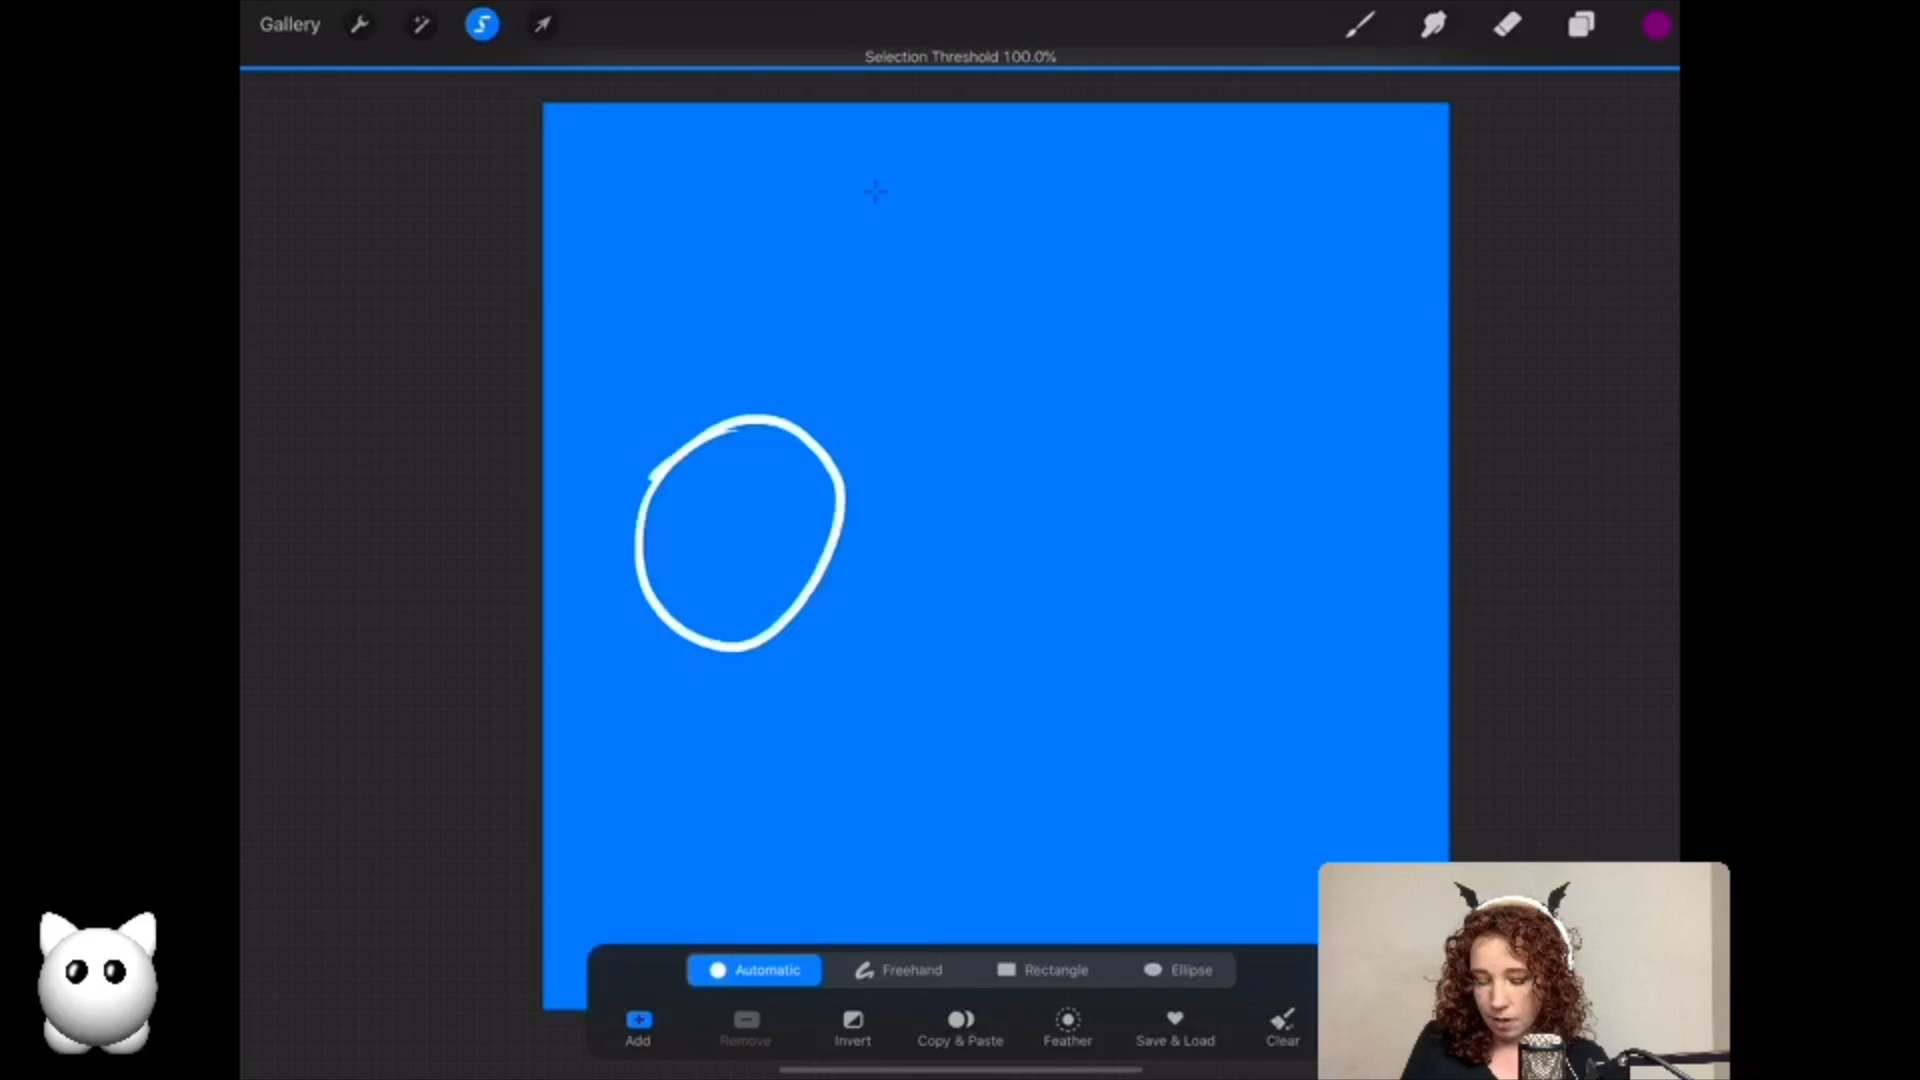 Gallery
Selection Threshold 100.0%
Automatic Freehand Rectangle Ellipse
Add Remove Invert Copy & Paste Feather Save & Load Clear